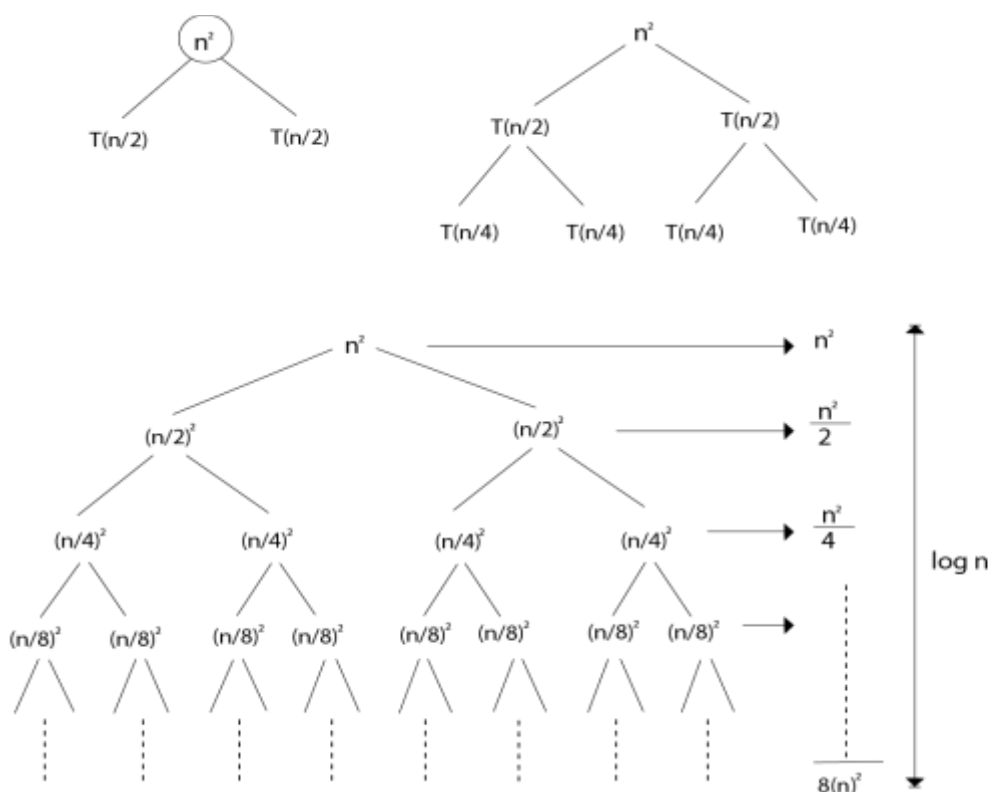 n²
T(n/2) T(n/2)
n²
T(n/2) T(n/2)
T(n/4) T(n/4) T(n/4) T(n/4)
n² n²
(n/2)² (n/2)² n²/2
(n/4)² (n/4)² (n/4)² (n/4)² n²/4
log n
(n/8)² (n/8)² (n/8)² (n/8)² (n/8)² (n/8)² (n/8)² (n/8)²
8(n)²